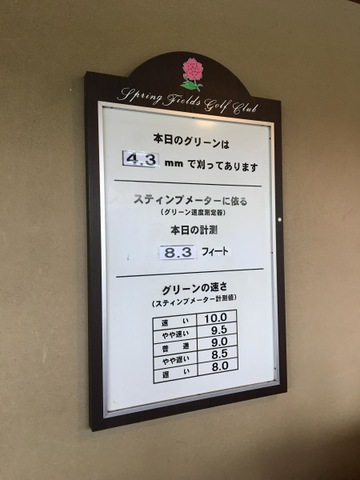 Spring Fields Golf Club
本日のグリーンは
4.3 mm で刈ってあります
スティンプメーターに依る
(グリーン速度測定器)
本日の計測
8.3 フィート
グリーンの速さ
(スティンプメーター計測値)
速い 10.0
やや速い 9.5
普通 9.0
やや遅い 8.5
遅い 8.0